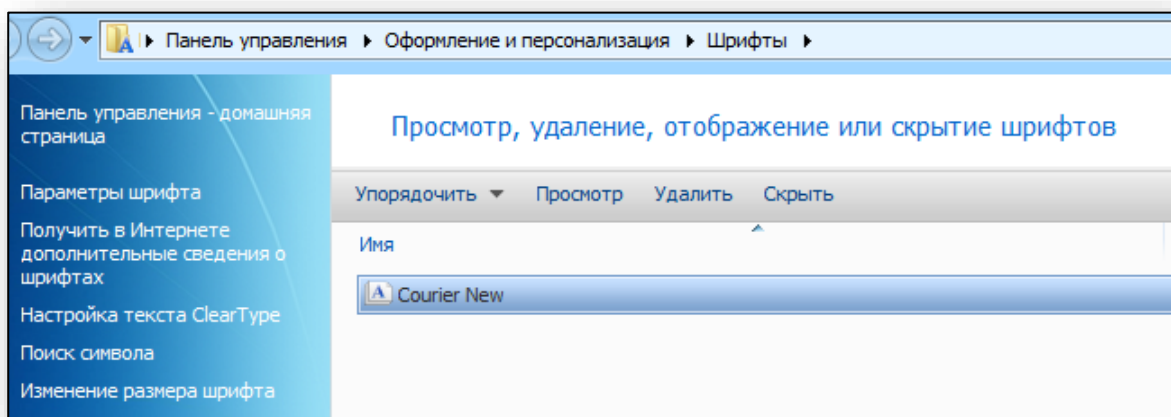 Панель управления ▸ Оформление и персонализация ▸ Шрифты ▸
Панель управления - домашняя
страница
Параметры шрифта
Получить в Интернете
дополнительные сведения о
шрифтах
Настройка текста ClearType
Поиск символа
Изменение размера шрифта
Просмотр, удаление, отображение или скрытие шрифтов
Упорядочить Просмотр Удалить Скрыть
Имя
Courier New